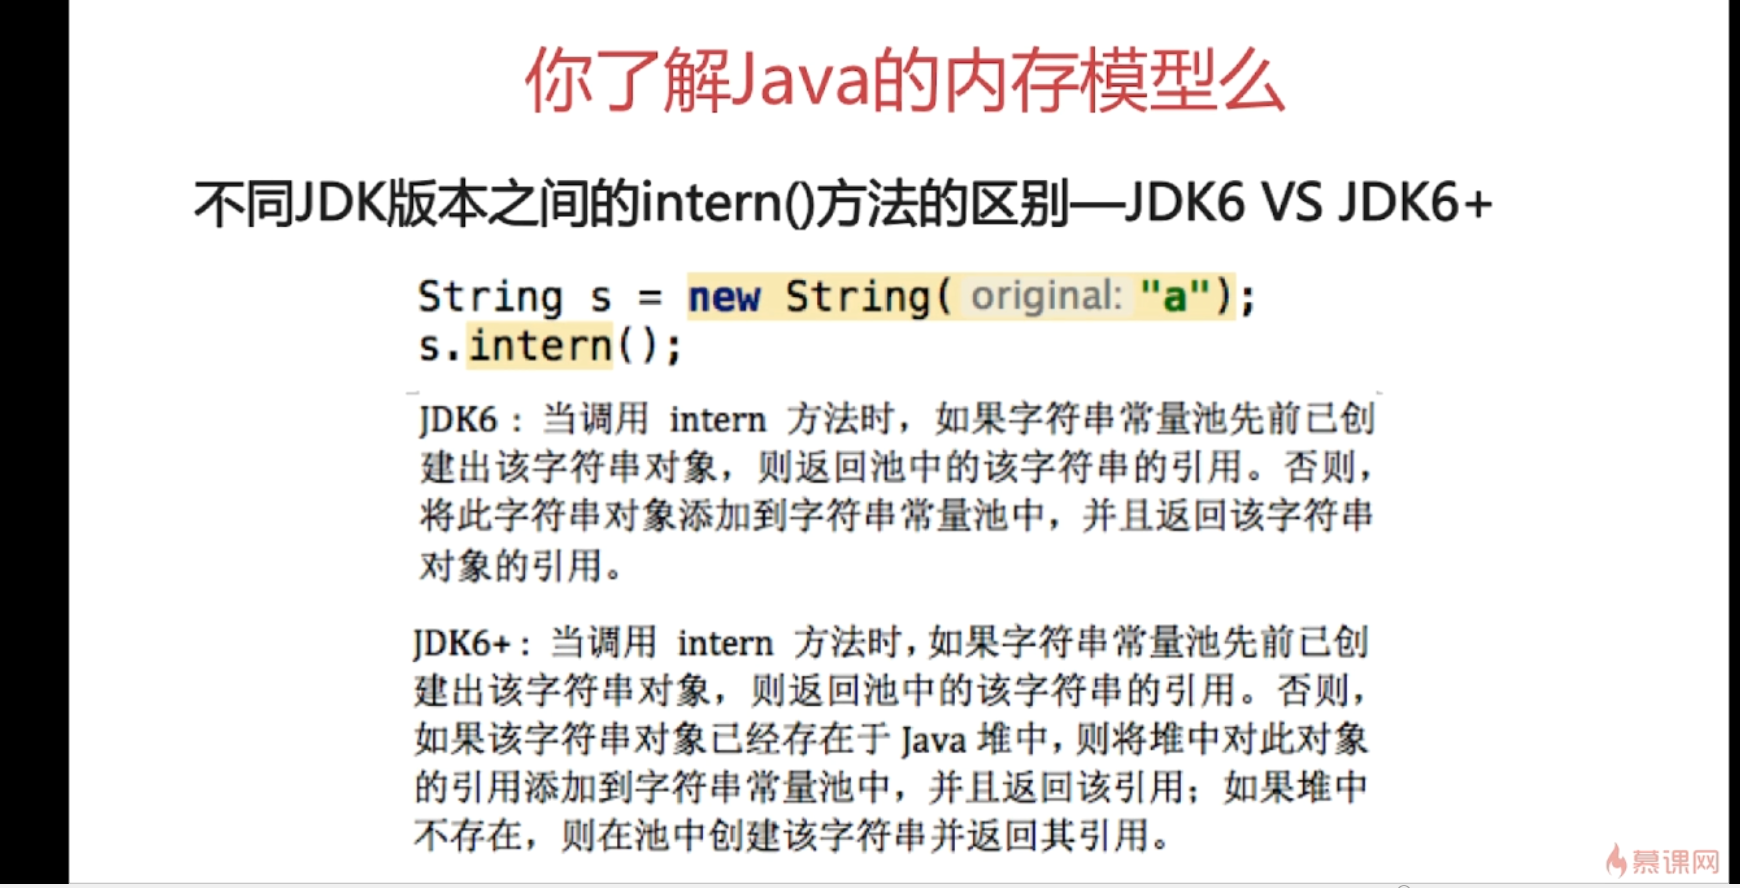 你了解Java的内存模型么
不同JDK版本之间的intern()方法的区别—JDK6 VS JDK6+
String s = new String( original: "a");
s.intern();
JDK6：当调用 intern 方法时，如果字符串常量池先前已创
建出该字符串对象，则返回池中的该字符串的引用。否则，
将此字符串对象添加到字符串常量池中，并且返回该字符串
对象的引用。
JDK6+：当调用 intern 方法时，如果字符串常量池先前已创
建出该字符串对象，则返回池中的该字符串的引用。否则，
如果该字符串对象已经存在于 Java 堆中，则将堆中对此对象
的引用添加到字符串常量池中，并且返回该引用；如果堆中
不存在，则在池中创建该字符串并返回其引用。
慕课网